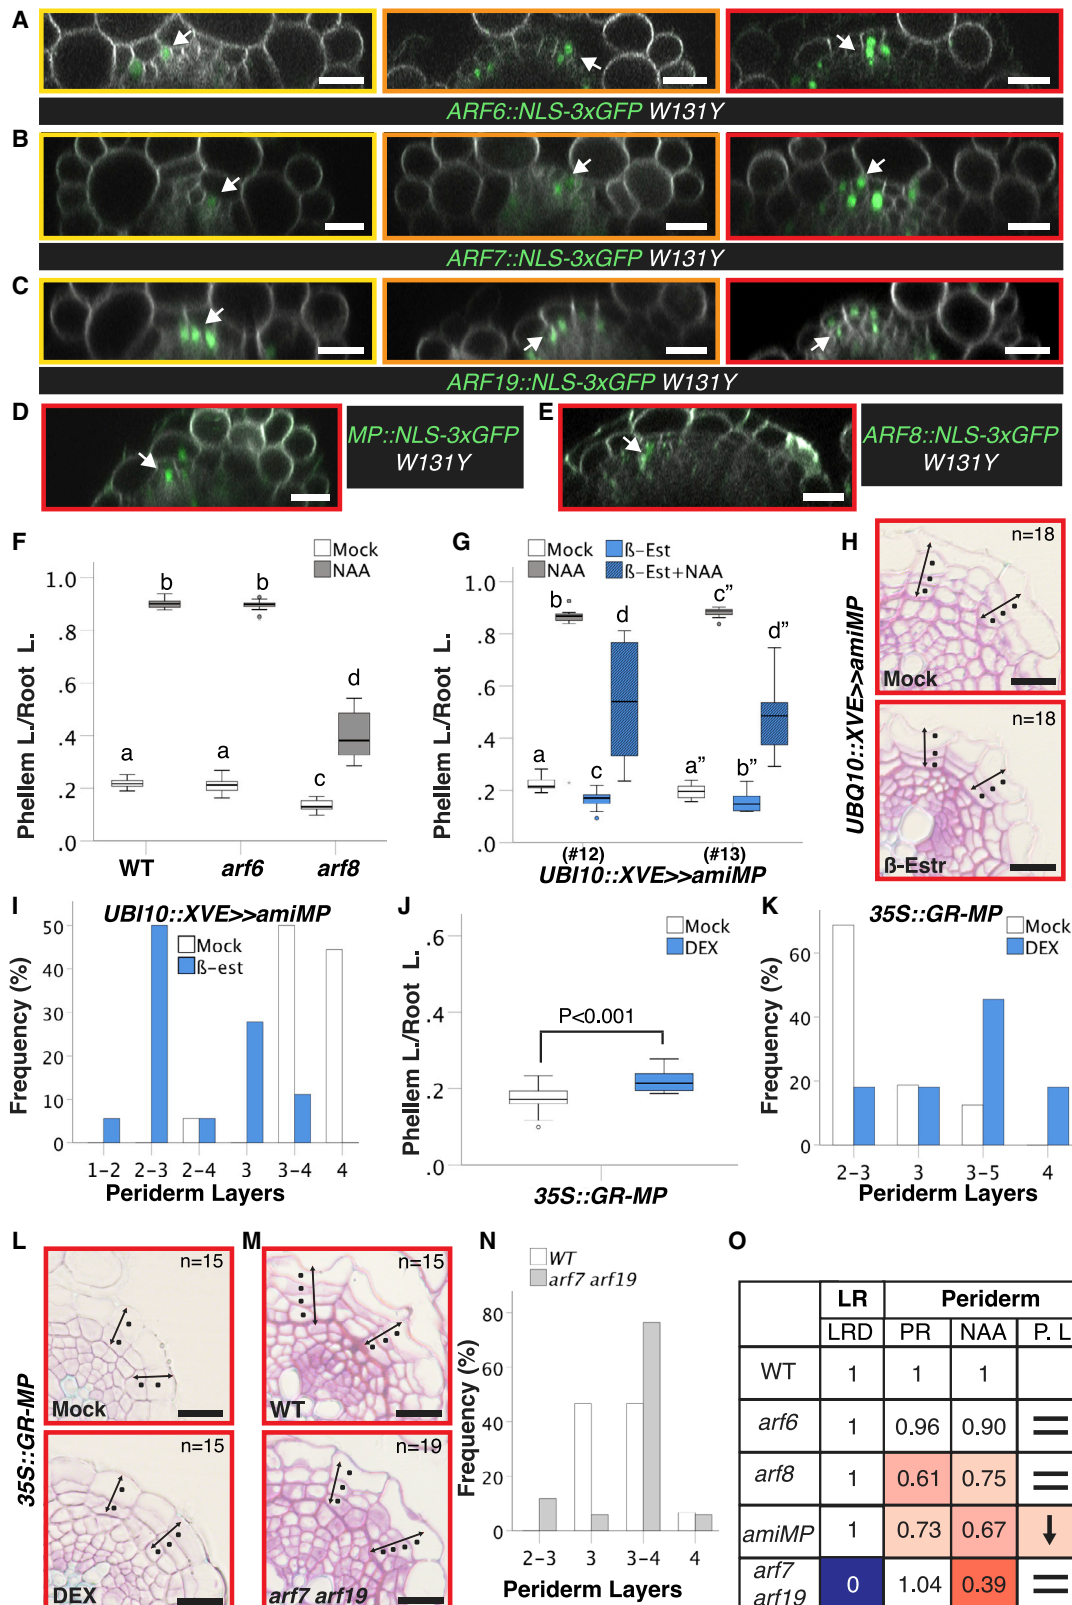 A
ARF6::NLS-3xGFP W131Y
B
ARF7::NLS-3xGFP W131Y
C
ARF19::NLS-3xGFP W131Y
D
MP::NLS-3xGFP
W131Y
E
ARF8::NLS-3xGFP
W131Y
F
Mock
NAA
Phellem L./Root L.
1.0
.8
.6
.4
.2
.0
a
b
a
b
c
d
WT
arf6
arf8
G
Mock
NAA
ß-Est
ß-Est+NAA
Phellem L./Root L.
1.0
.8
.6
.4
.2
.0
a
b
c
d
a”
c”
b”
d”
(#12)
(#13)
UBI10::XVE>>amiMP
H
UBQ10::XVE>>amiMP
n=18
Mock
n=18
ß-Estr
I
UBI10::XVE>>amiMP
Mock
ß-est
Frequency (%)
50
40
30
20
10
0
1-2 2-3 2-4 3 3-4 4
Periderm Layers
J
Mock
DEX
Phellem L./Root L.
.6
.4
.2
.0
P<0.001
35S::GR-MP
K
35S::GR-MP
Mock
DEX
Frequency (%)
60
40
20
0
2-3 3 3-5 4
Periderm Layers
L
35S::GR-MP
n=15
Mock
n=15
DEX
M
n=15
WT
n=19
arf7 arf19
N
WT
arf7 arf19
Frequency (%)
80
60
40
20
0
2-3 3 3-4 4
Periderm Layers
O
LR Periderm
LRD PR NAA P. L
WT 1 1 1
arf6 1 0.96 0.90 =
arf8 1 0.61 0.75 =
amiMP 1 0.73 0.67 ↓
arf7
arf19 0 1.04 0.39 =